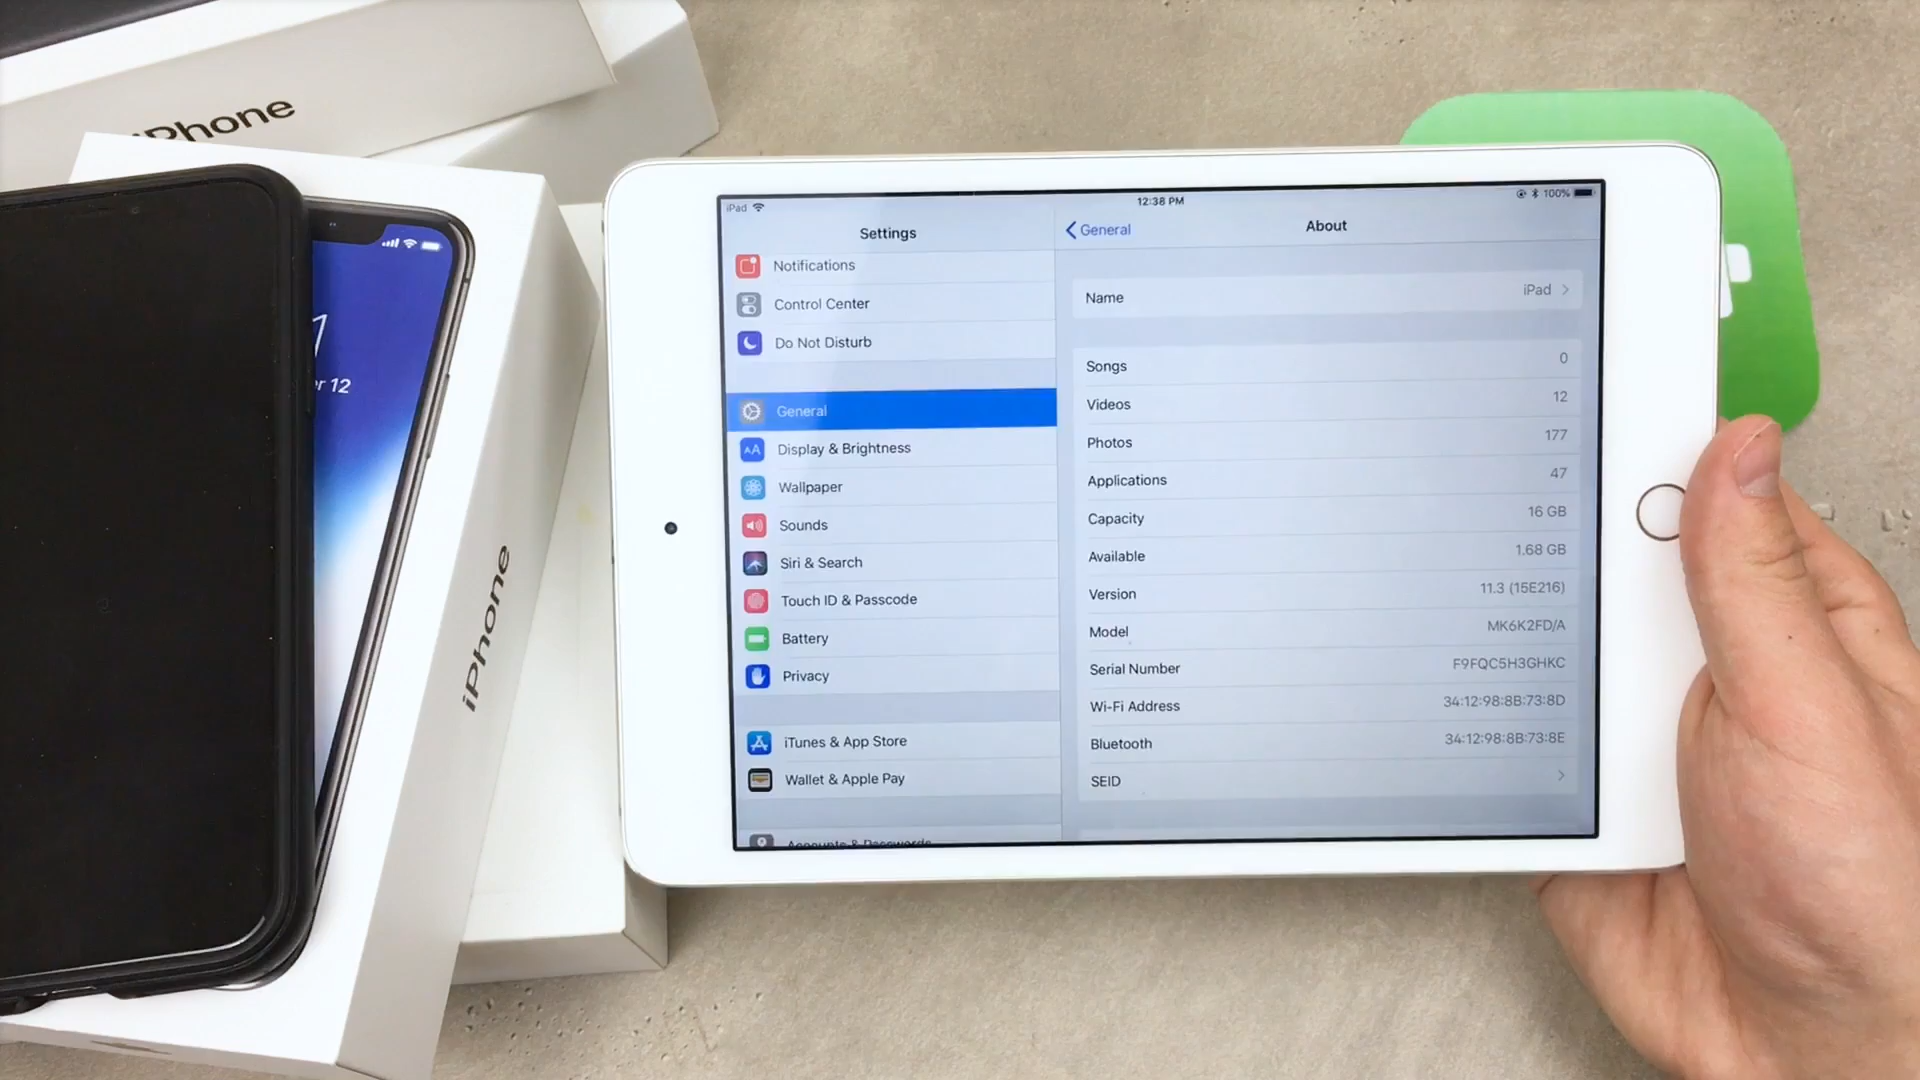 iPhone
er 12
iPhone
iPad
12:38 PM
100%
Settings
Notifications
Control Center
Do Not Disturb
General
Display & Brightness
Wallpaper
Sounds
Siri & Search
Touch ID & Passcode
Battery
Privacy
iTunes & App Store
Wallet & Apple Pay
Accounts & Passwords
General
About
Name iPad
Songs 0
Videos 12
Photos 177
Applications 47
Capacity 16 GB
Available 1.68 GB
Version 11.3 (15E216)
Model MK6K2FD/A
Serial Number F9FQC5H3GHKC
Wi-Fi Address 34:12:98:8B:73:8D
Bluetooth 34:12:98:8B:73:8E
SEID